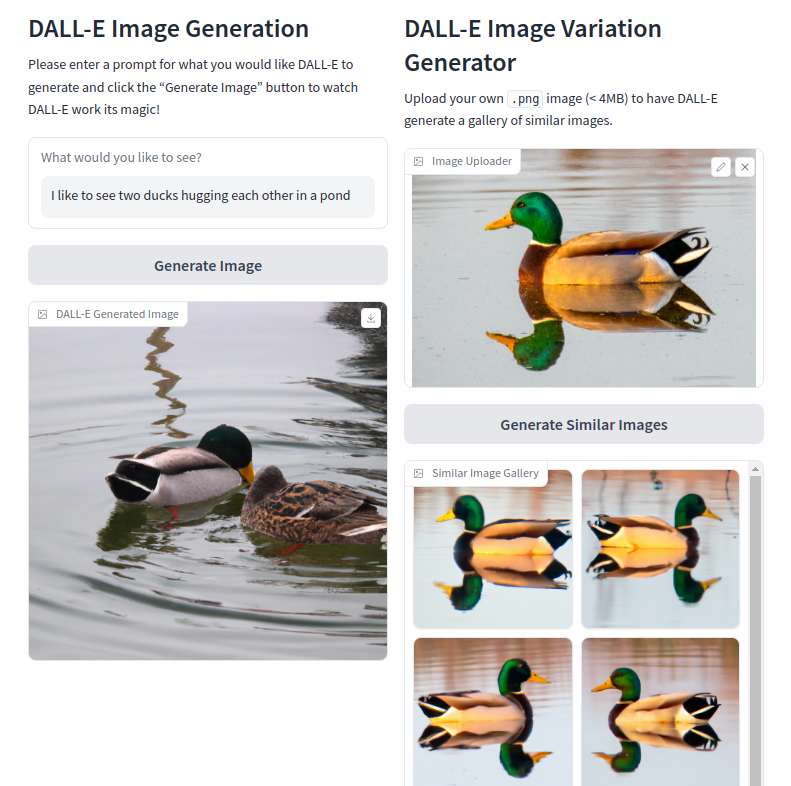 DALL-E Image Generation
Please enter a prompt for what you would like DALL-E to
generate and click the “Generate Image” button to watch
DALL-E work its magic!
What would you like to see?
I like to see two ducks hugging each other in a pond
Generate Image
DALL-E Generated Image
DALL-E Image Variation
Generator
Upload your own .png image (< 4MB) to have DALL-E
generate a gallery of similar images.
Image Uploader
Generate Similar Images
Similar Image Gallery